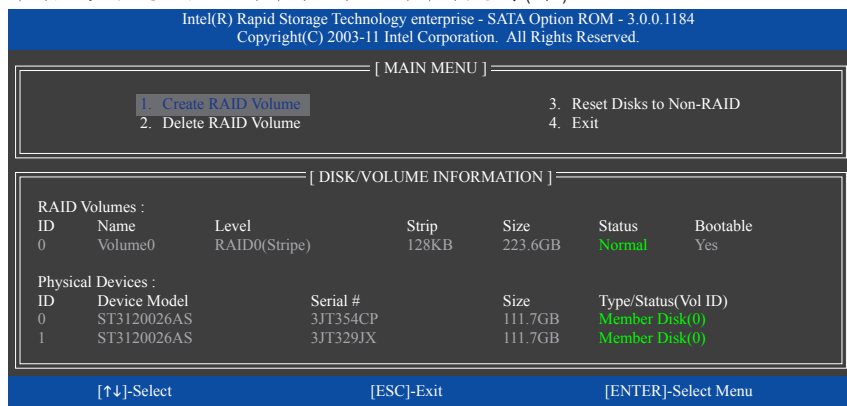 Intel(R) Rapid Storage Technology enterprise - SATA Option ROM - 3.0.0.1184
Copyright(C) 2003-11 Intel Corporation. All Rights Reserved.
[ MAIN MENU ]
1. Create RAID Volume 3. Reset Disks to Non-RAID
2. Delete RAID Volume 4. Exit
[ DISK/VOLUME INFORMATION ]
RAID Volumes :
ID Name Level Strip Size Status Bootable
0 Volume0 RAID0(Stripe) 128KB 223.6GB Normal Yes
Physical Devices :
ID Device Model Serial # Size Type/Status(Vol ID)
0 ST3120026AS 3JT354CP 111.7GB Member Disk(0)
1 ST3120026AS 3JT329JX 111.7GB Member Disk(0)
[↑↓]-Select [ESC]-Exit [ENTER]-Select Menu